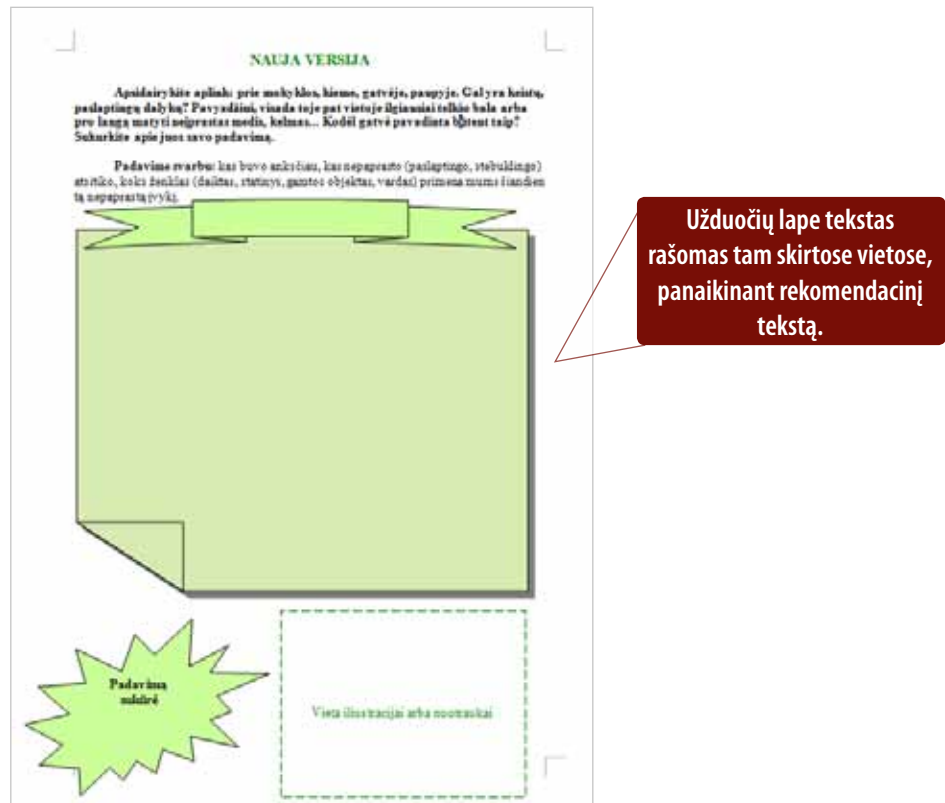 NAUJA VERSIJA
Apsidairykite aplink: prie mokyklos, kieme, gatvėje, paupyje. Gal yra keistų,
paslaptingų dalykų? Pavyzdžiui, visada toje pat vietoje ilgiausiai telkšo bala arba
pro langą matyti neįprastas medis, kelmas... Kodėl gatvė pavadinta būtent taip?
Sukurkite apie juos savo padavimą.
Padavime svarbu: kas buvo anksčiau, kas nepaprasto (paslaptingo, stebuklingo)
atsitiko, koks ženklas (daiktas, statinys, gamtos objektas, vardas) primena mums šiandien
tą nepaprastą įvykį.
Užduočių lape tekstas
rašomas tam skirtose vietose,
panaikinant rekomendacinį
tekstą.
Padavimą
sukūrė
Vieta iliustracijai arba nuotraukai